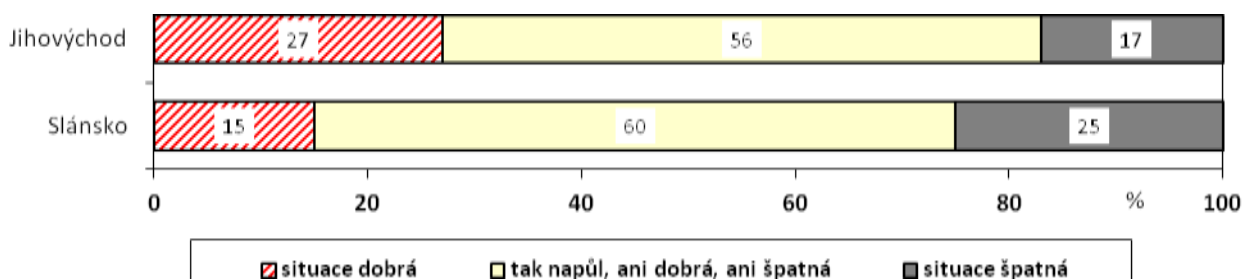 Jihovýchod 27 56 17
Slánsko 15 60 25
0 20 40 60 80 % 100
situace dobrá tak napůl, ani dobrá, ani špatná situace špatná